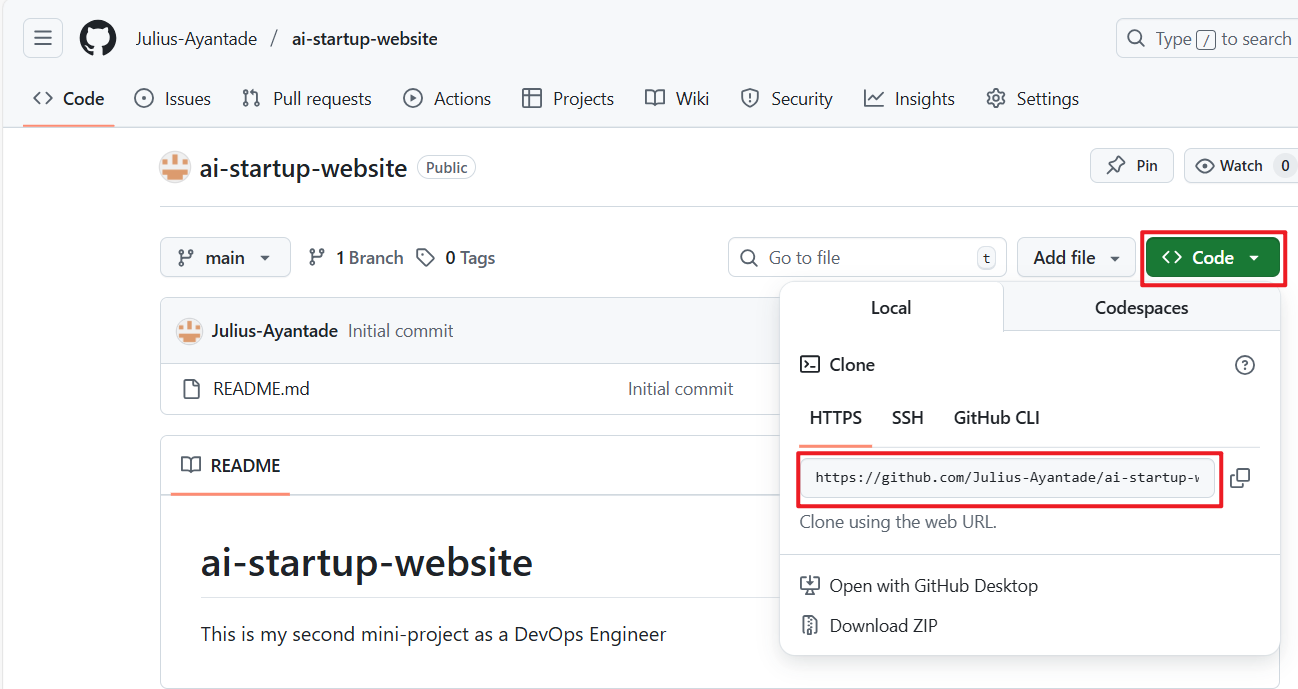 Julius-Ayantade / ai-startup-website
Type / to search
Code Issues Pull requests Actions Projects Wiki Security Insights Settings
ai-startup-website Public
Pin Watch 0
main 1 Branch 0 Tags
Go to file t Add file Code
Local Codespaces
Julius-Ayantade Initial commit
Clone
README.md Initial commit
HTTPS SSH GitHub CLI
README
https://github.com/Julius-Ayantade/ai-startup-w
Clone using the web URL.
ai-startup-website
Open with GitHub Desktop
Download ZIP
This is my second mini-project as a DevOps Engineer